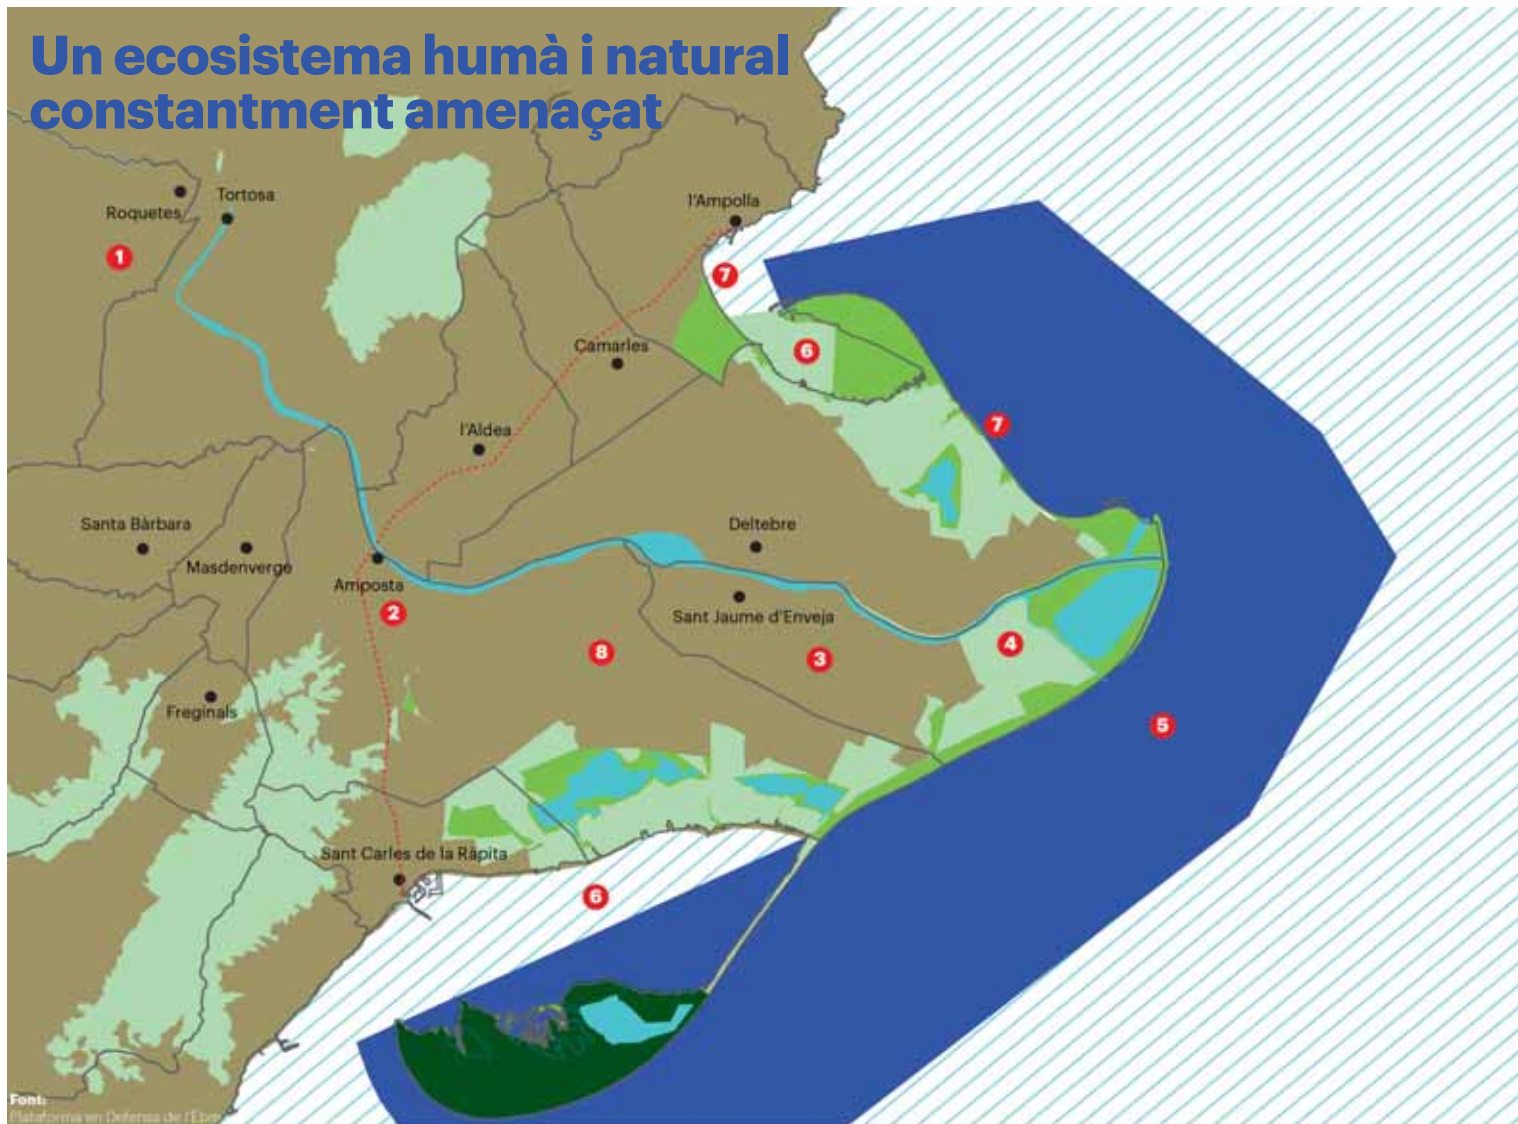 Un ecosistema humà i natural
constantment amenaçat
Roquetes
Tortosa
l'Ampolla
1
7
6
Camarles
7
l'Aldea
Santa Bàrbara
Masdenverge
Deltebre
Amposta
2
Sant Jaume d'Enveja
8
3
4
Freginals
5
Sant Carles de la Ràpita
6
Font:
Plataforma en Defensa de l'Ebre